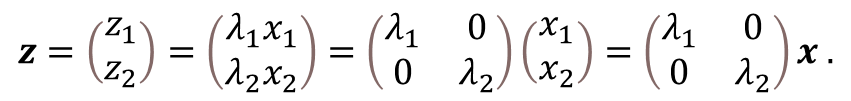 𝒛 = (z₁ z₂) = (λ₁x₁ λ₂x₂) = (λ₁ 0 0 λ₂) (x₁ x₂) = (λ₁ 0 0 λ₂) 𝒙 .